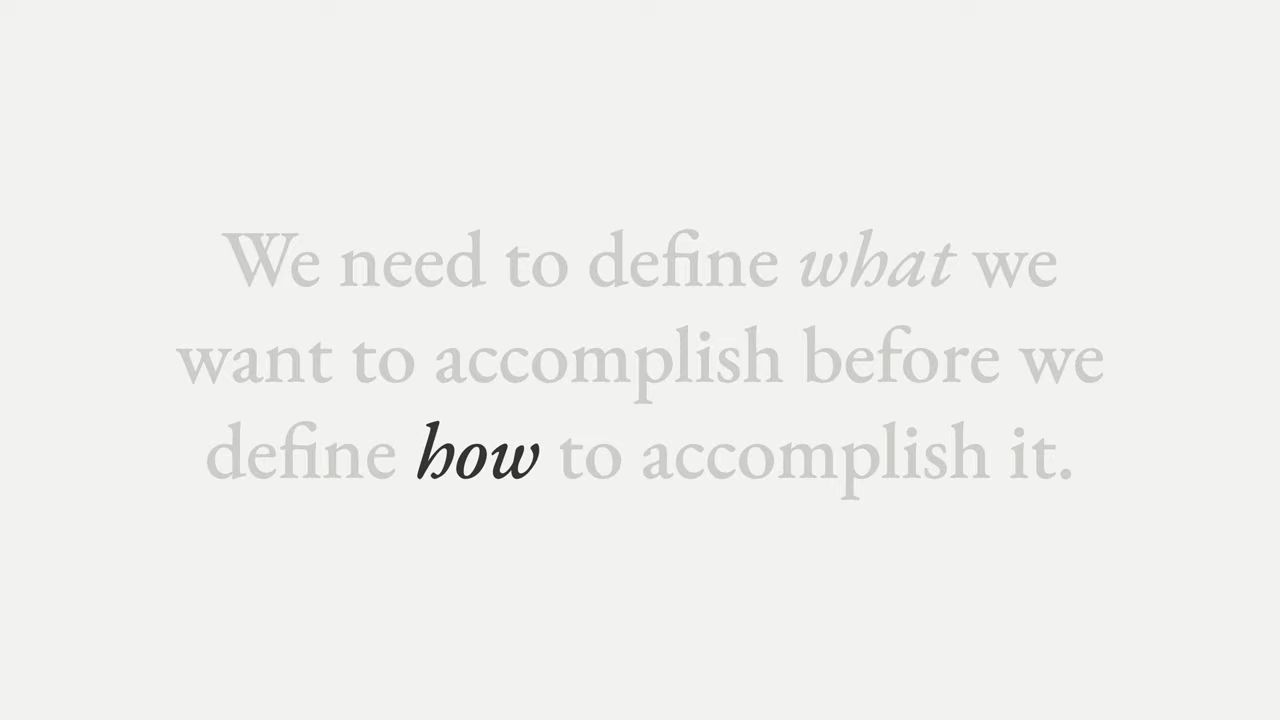 We need to define what we
want to accomplish before we
define how to accomplish it.